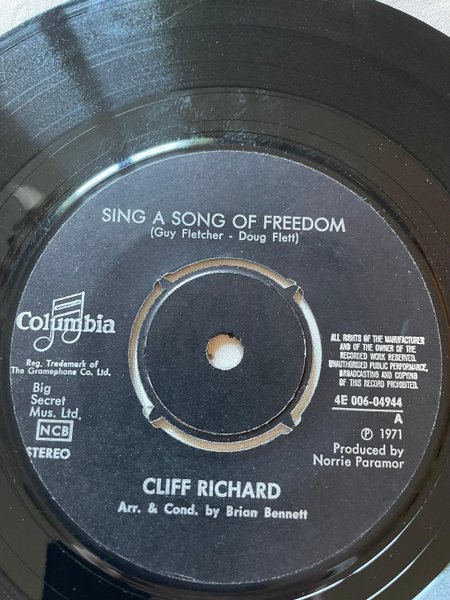 SING A SONG OF FREEDOM
(Guy Fletcher - Doug Flett)
Columbia
Reg. Trademark of
The Gramophone Co. Ltd.
Big
Secret
Mus. Ltd.
NCB
STEREO
ALL RIGHTS OF THE MANUFACTURER
AND OF THE OWNER OF THE
RECORDED WORK RESERVED.
UNAUTHORISED PUBLIC PERFORMANCE,
BROADCASTING AND COPYING
OF THIS RECORD PROHIBITED.
4E 006-04944
A
℗ 1971
Produced by
Norrie Paramor
CLIFF RICHARD
Arr. & Cond. by Brian Bennett